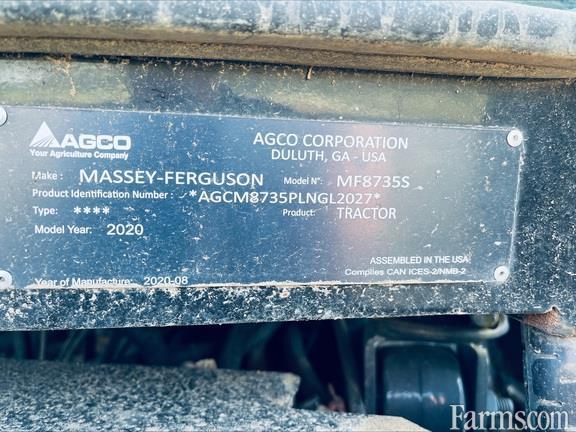 AGCO
Your Agriculture Company
AGCO CORPORATION
DULUTH, GA - USA
Make : MASSEY-FERGUSON Model N°: MF8735S
Product Identification Number : *AGCM8735PLNGL2027*
Type: **** Product: TRACTOR
Model Year: 2020
ASSEMBLED IN THE USA
Complies CAN ICES-2/NMB-2
Year of Manufacture: 2020-08
Farms.com